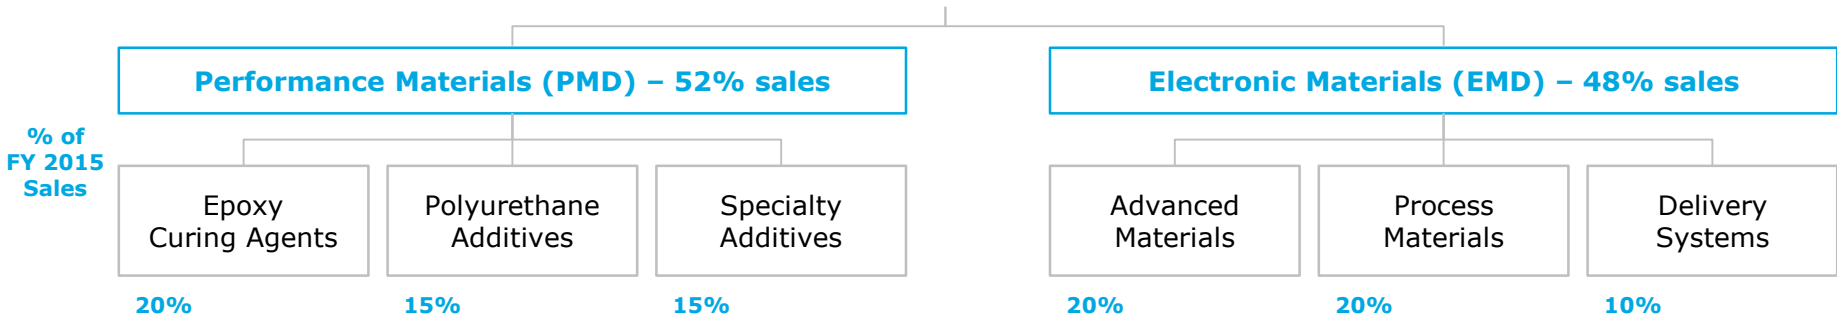 Performance Materials (PMD) – 52% sales
Electronic Materials (EMD) – 48% sales
% of
FY 2015
Sales
Epoxy
Curing Agents
Polyurethane
Additives
Specialty
Additives
Advanced
Materials
Process
Materials
Delivery
Systems
20%
15%
15%
20%
20%
10%